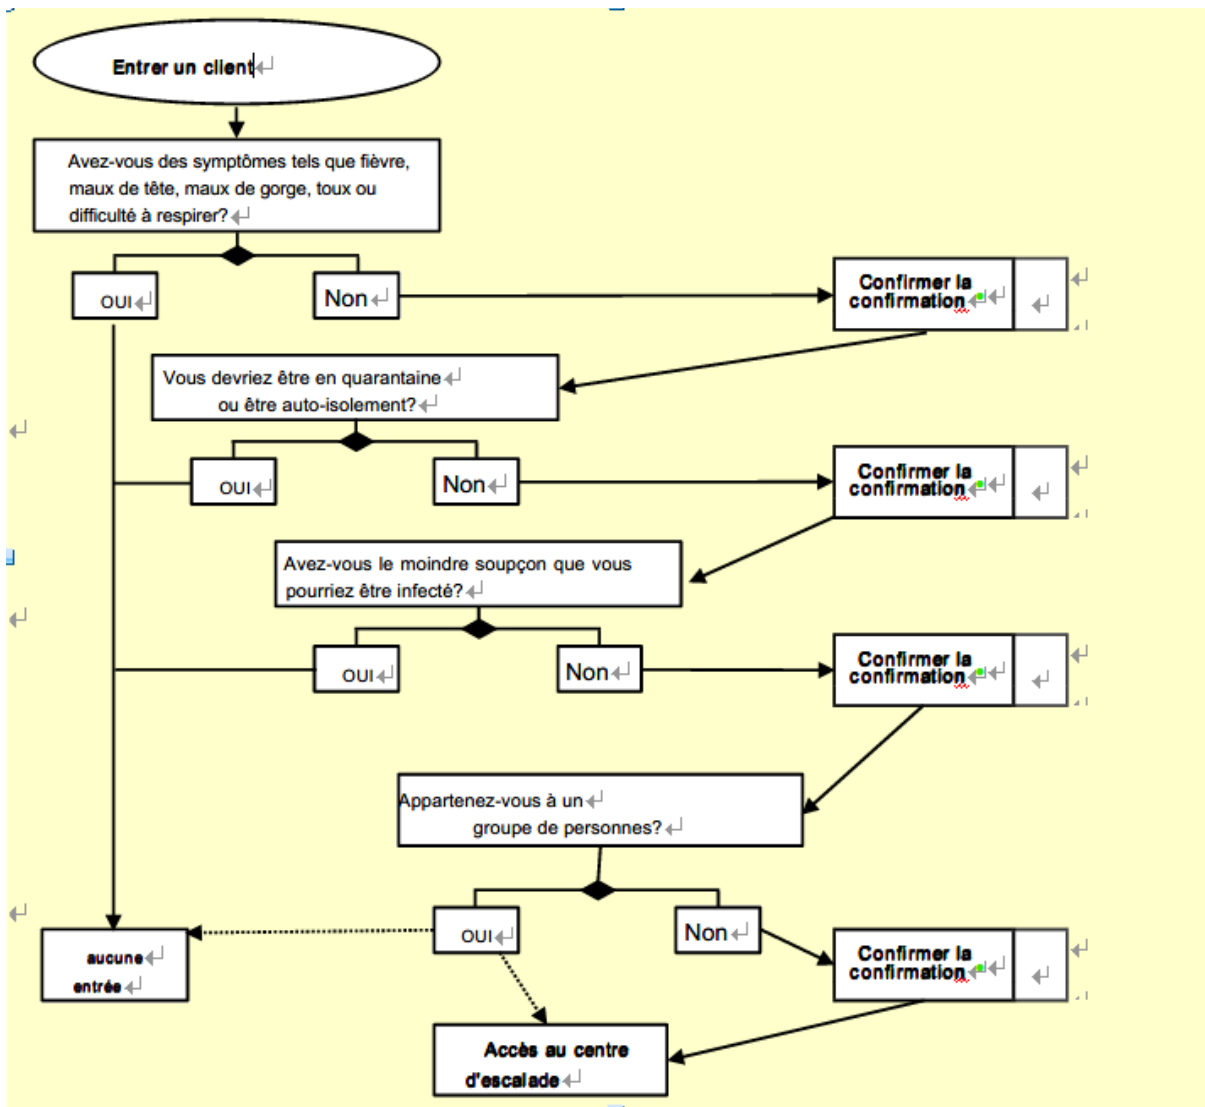 Entrer un client
Avez-vous des symptômes tels que fièvre,
maux de tête, maux de gorge, toux ou
difficulté à respirer?
OUI
Non
Confirmer la
confirmation
Vous devriez être en quarantaine
ou être auto-isolement?
OUI
Non
Confirmer la
confirmation
Avez-vous le moindre soupçon que vous
pourriez être infecté?
OUI
Non
Confirmer la
confirmation
Appartenez-vous à un
groupe de personnes?
OUI
Non
Confirmer la
confirmation
aucune
entrée
Accès au centre
d'escalade